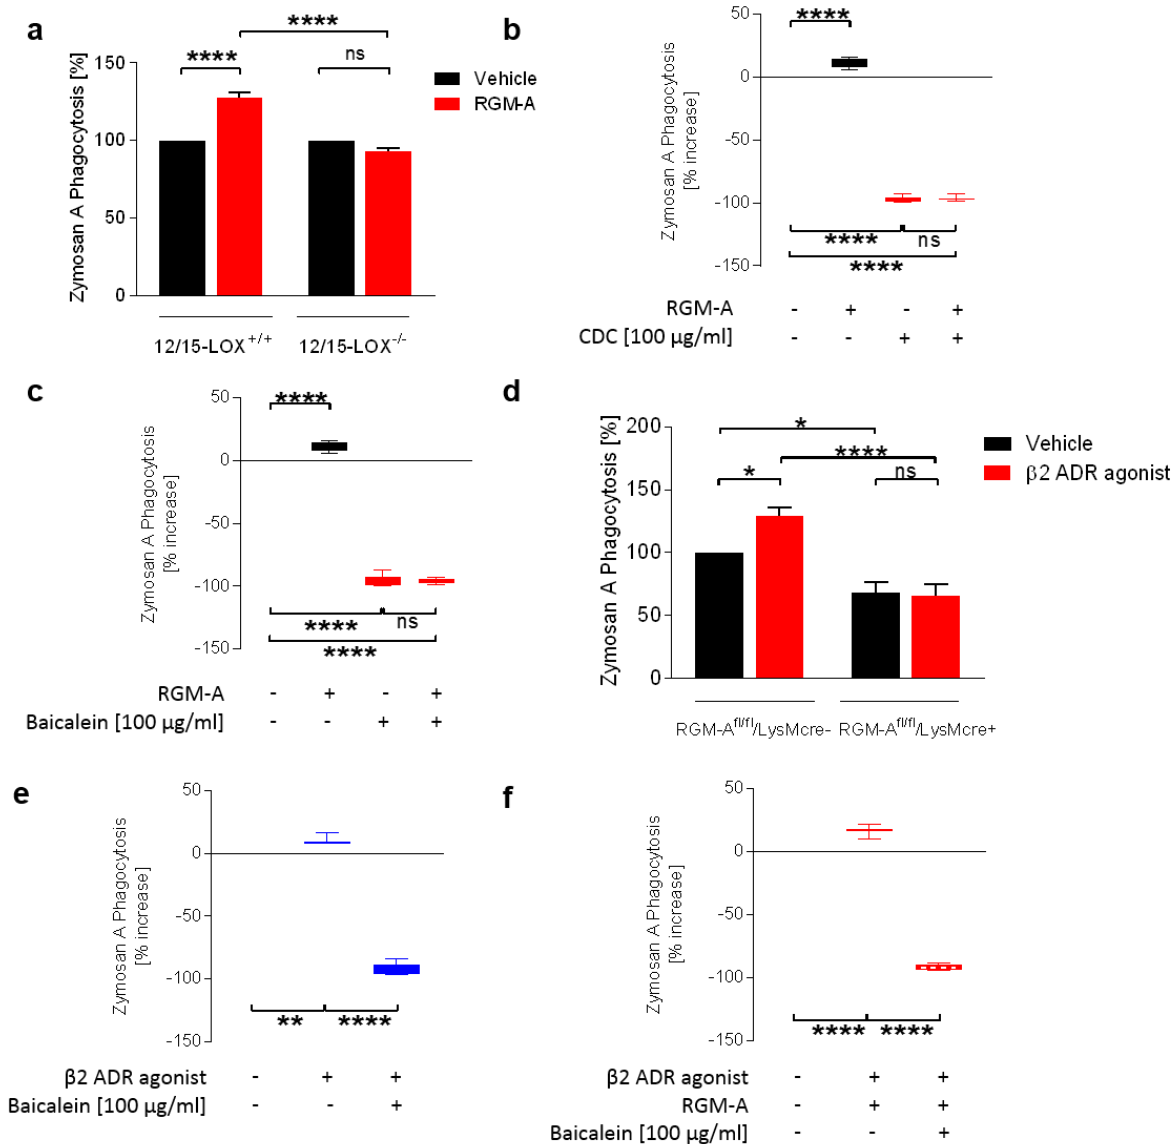 a
****
****
ns
Zymosan A Phagocytosis [%]
150
100
50
0
Vehicle
RGM-A
12/15-LOX+/+
12/15-LOX-/-
b
****
Zymosan A Phagocytosis
[% increase]
50
0
-50
-100
-150
****
ns
****
RGM-A - + - +
CDC [100 µg/ml] - - + +
c
****
Zymosan A Phagocytosis
[% increase]
50
0
-50
-100
-150
****
ns
****
RGM-A - + - +
Baicalein [100 µg/ml] - - + +
d
*
****
*
ns
Zymosan A Phagocytosis [%]
200
150
100
50
0
Vehicle
β2 ADR agonist
RGM-Afl/fl/LysMcre-
RGM-Afl/fl/LysMcre+
e
Zymosan A Phagocytosis
[% increase]
50
0
-50
-100
-150
**
****
β2 ADR agonist - + +
Baicalein [100 µg/ml] - - +
f
Zymosan A Phagocytosis
[% increase]
50
0
-50
-100
-150
****
****
β2 ADR agonist - + +
RGM-A - + +
Baicalein [100 µg/ml] - - +